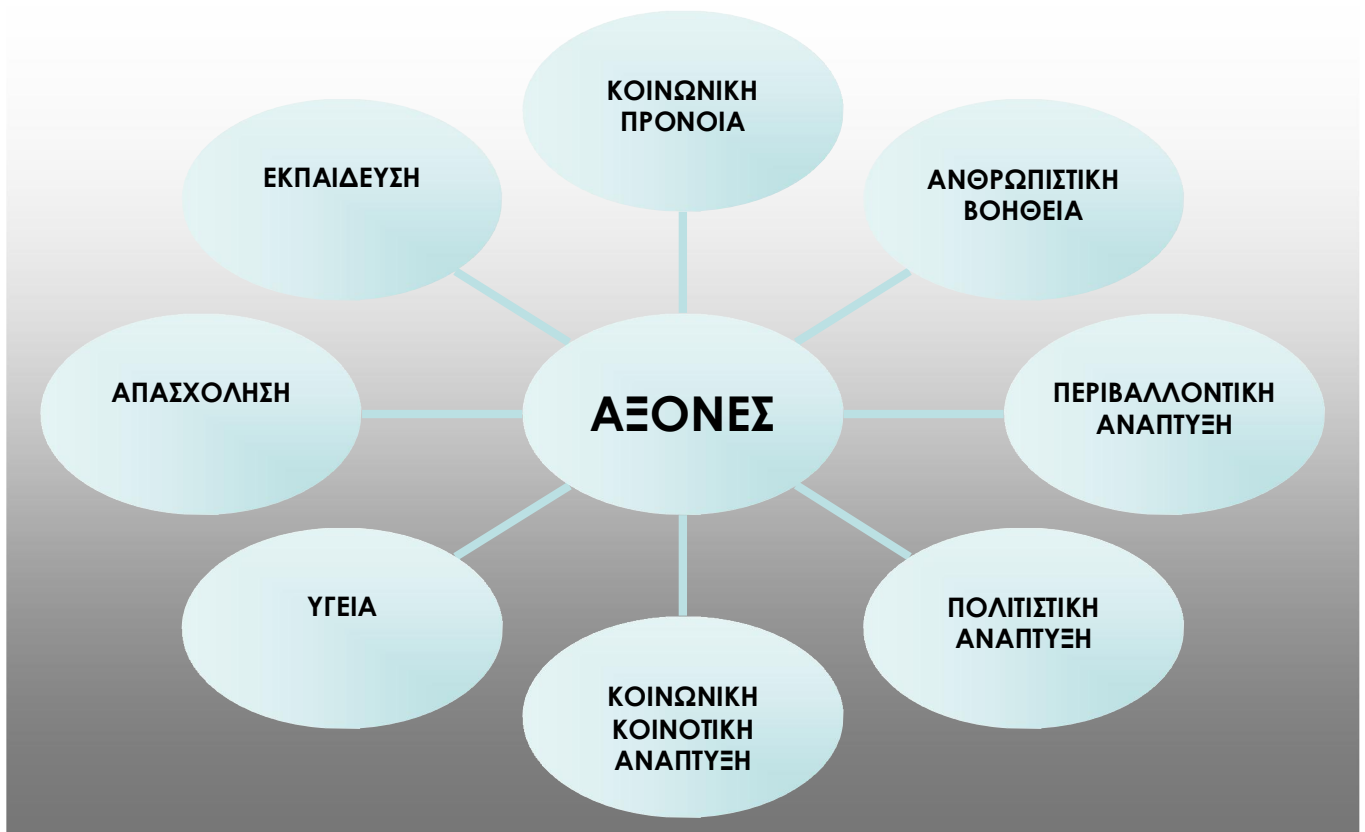 ΚΟΙΝΩΝΙΚΗ
ΠΡΟΝΟΙΑ
ΕΚΠΑΙΔΕΥΣΗ
ΑΝΘΡΩΠΙΣΤΙΚΗ
ΒΟΗΘΕΙΑ
ΑΠΑΣΧΟΛΗΣΗ
ΑΞΟΝΕΣ
ΠΕΡΙΒΑΛΛΟΝΤΙΚΗ
ΑΝΑΠΤΥΞΗ
ΥΓΕΙΑ
ΠΟΛΙΤΙΣΤΙΚΗ
ΑΝΑΠΤΥΞΗ
ΚΟΙΝΩΝΙΚΗ
ΚΟΙΝΟΤΙΚΗ
ΑΝΑΠΤΥΞΗ